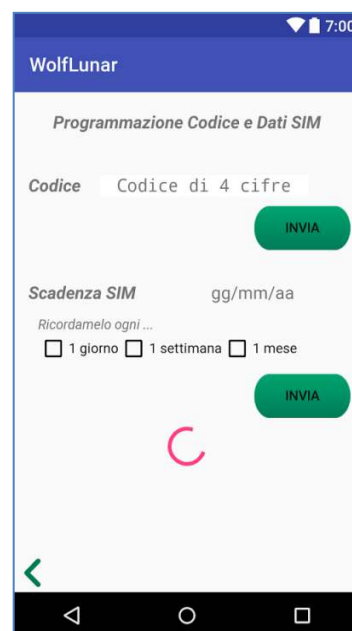 7:00
WolfLunar
Programmazione Codice e Dati SIM
Codice Codice di 4 cifre
INVIA
Scadenza SIM gg/mm/aa
Ricordamelo ogni ...
1 giorno 1 settimana 1 mese
INVIA